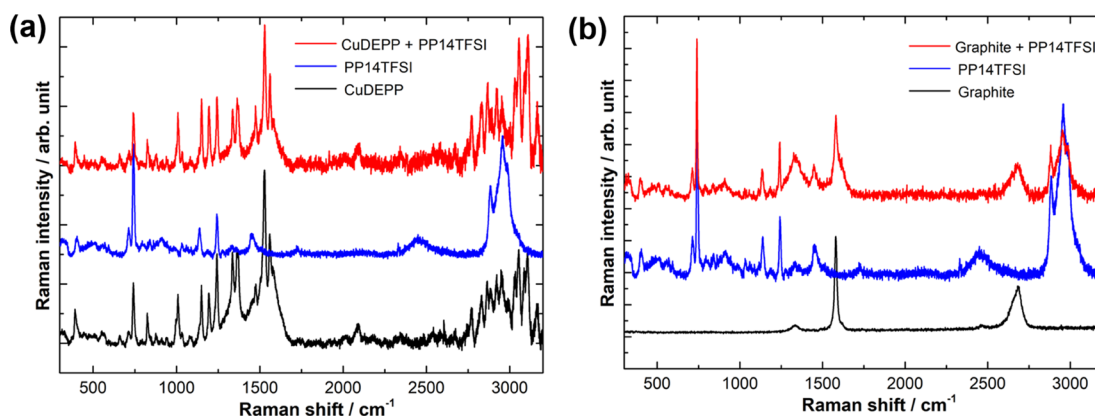 (a)
CuDEPP + PP14TFSI
PP14TFSI
CuDEPP
Raman intensity / arb. unit
500 1000 1500 2000 2500 3000
Raman shift / cm⁻¹
(b)
Graphite + PP14TFSI
PP14TFSI
Graphite
Raman intensity / arb. unit
500 1000 1500 2000 2500 3000
Raman shift / cm⁻¹